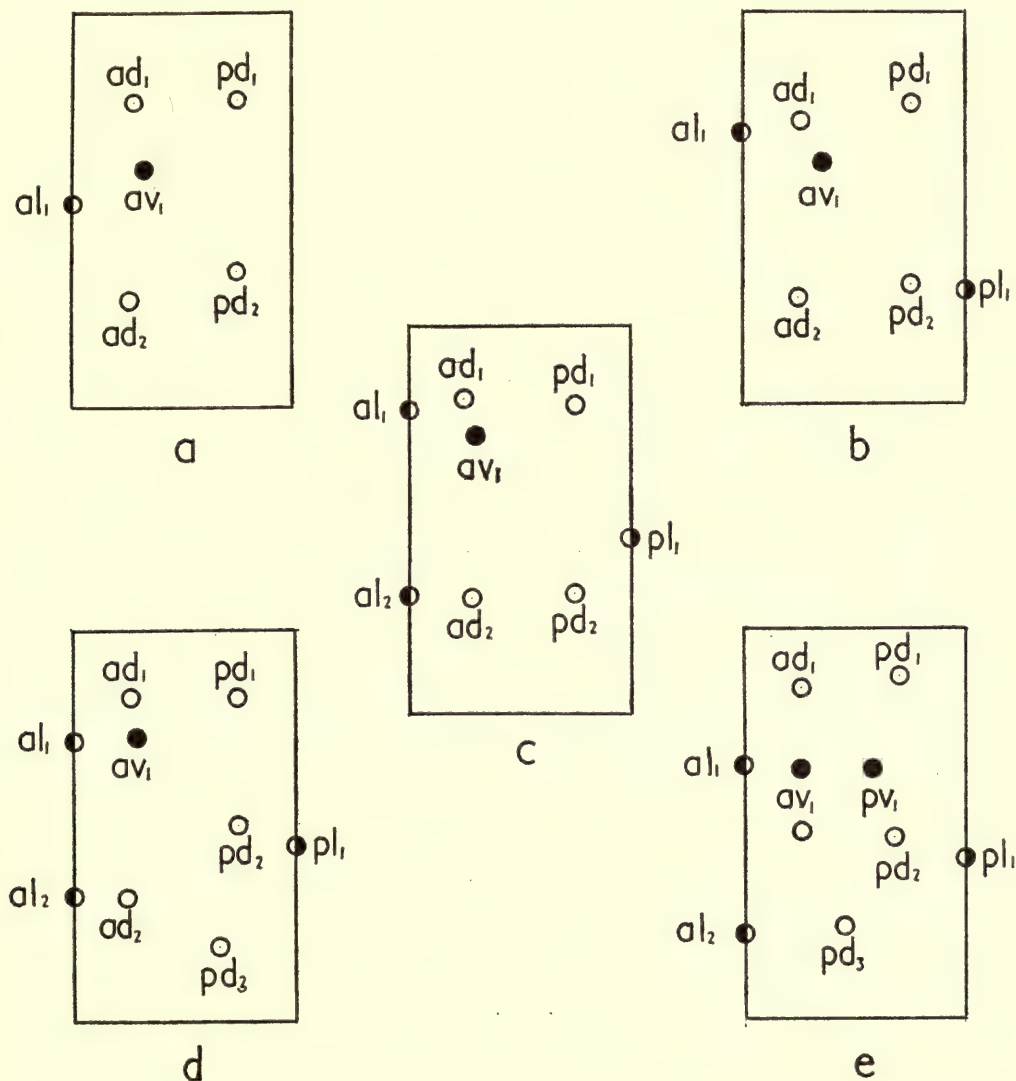 ad₁ pd₁
av₁
al₁
pd₂
ad₂
a
pd₁
ad₁
al₁
av₁
pl₁
pd₂
ad₂
b
ad₁ pd₁
al₁
av₁
pl₁
al₂
ad₂ pd₂
c
ad₁ pd₁
al₁
av₁
pd₂ pl₁
al₂
ad₂
pd₃
d
pd₁
ad₁
al₁
av₁ pv₁
pd₂ pl₁
al₂
pd₃
e